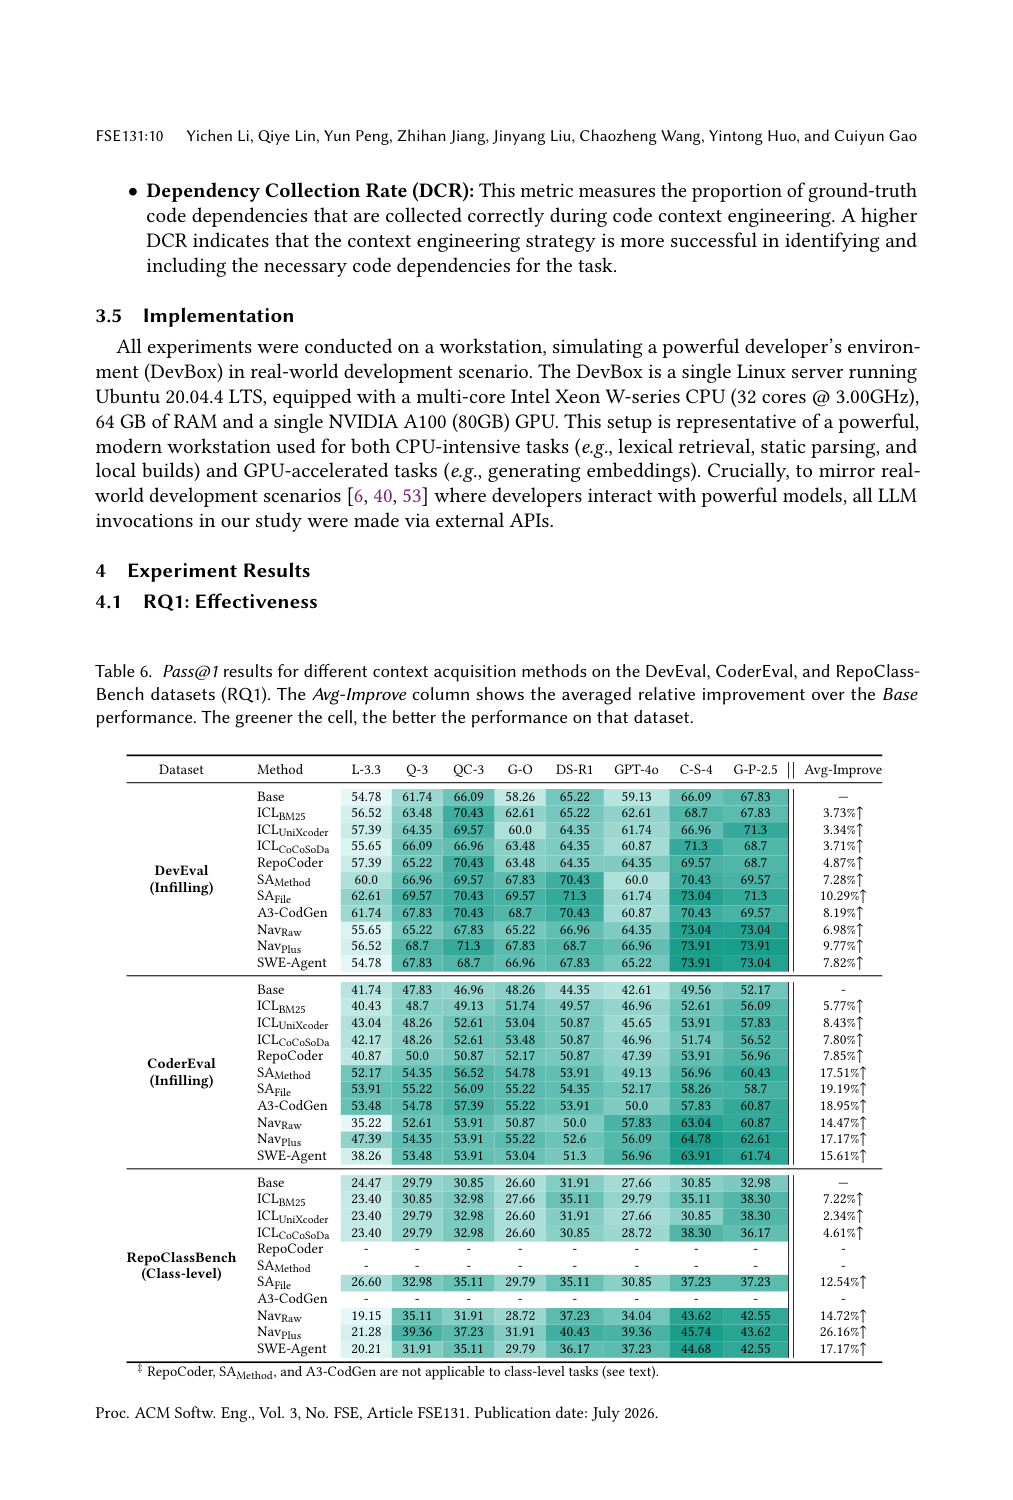 FSE131:10 Yichen Li, Qiye Lin, Yun Peng, Zhihan Jiang, Jinyang Liu, Chaozheng Wang, Yintong Huo, and Cuiyun Gao
• Dependency Collection Rate (DCR): This metric measures the proportion of ground-truth
code dependencies that are collected correctly during code context engineering. A higher
DCR indicates that the context engineering strategy is more successful in identifying and
including the necessary code dependencies for the task.
3.5 Implementation
All experiments were conducted on a workstation, simulating a powerful developer's environ-
ment (DevBox) in real-world development scenario. The DevBox is a single Linux server running
Ubuntu 20.04.4 LTS, equipped with a multi-core Intel Xeon W-series CPU (32 cores @ 3.00GHz),
64 GB of RAM and a single NVIDIA A100 (80GB) GPU. This setup is representative of a powerful,
modern workstation used for both CPU-intensive tasks (e.g., lexical retrieval, static parsing, and
local builds) and GPU-accelerated tasks (e.g., generating embeddings). Crucially, to mirror real-
world development scenarios [6, 40, 53] where developers interact with powerful models, all LLM
invocations in our study were made via external APIs.
4 Experiment Results
4.1 RQ1: Effectiveness
Table 6. Pass@1 results for different context acquisition methods on the DevEval, CoderEval, and RepoClass-
Bench datasets (RQ1). The Avg-Improve column shows the averaged relative improvement over the Base
performance. The greener the cell, the better the performance on that dataset.
Dataset Method L-3.3 Q-3 QC-3 G-O DS-R1 GPT-4o C-S-4 G-P-2.5 Avg-Improve
DevEval
(Infilling)
Base 54.78 61.74 66.09 58.26 65.22 59.13 66.09 67.83 —
ICLBM25 56.52 63.48 70.43 62.61 65.22 62.61 68.7 67.83 3.73%↑
ICLUniXcoder 57.39 64.35 69.57 60.0 64.35 61.74 66.96 71.3 3.34%↑
ICLCoCoSoDa 55.65 66.09 66.96 63.48 64.35 60.87 71.3 68.7 3.71%↑
RepoCoder 57.39 65.22 70.43 63.48 64.35 64.35 69.57 68.7 4.87%↑
SAMethod 60.0 66.96 69.57 67.83 70.43 60.0 70.43 69.57 7.28%↑
SAFile 62.61 69.57 70.43 69.57 71.3 61.74 73.04 71.3 10.29%↑
A3-CodGen 61.74 67.83 70.43 68.7 70.43 60.87 70.43 69.57 8.19%↑
NavRaw 55.65 65.22 67.83 65.22 66.96 64.35 73.04 73.04 6.98%↑
NavPlus 56.52 68.7 71.3 67.83 68.7 66.96 73.91 73.91 9.77%↑
SWE-Agent 54.78 67.83 68.7 66.96 67.83 65.22 73.91 73.04 7.82%↑
CoderEval
(Infilling)
Base 41.74 47.83 46.96 48.26 44.35 42.61 49.56 52.17 -
ICLBM25 40.43 48.7 49.13 51.74 49.57 46.96 52.61 56.09 5.77%↑
ICLUniXcoder 43.04 48.26 52.61 53.04 50.87 45.65 53.91 57.83 8.43%↑
ICLCoCoSoDa 42.17 48.26 52.61 53.48 50.87 46.96 51.74 56.52 7.80%↑
RepoCoder 40.87 50.0 50.87 52.17 50.87 47.39 53.91 56.96 7.85%↑
SAMethod 52.17 54.35 56.52 54.78 53.91 49.13 56.96 60.43 17.51%↑
SAFile 53.91 55.22 56.09 55.22 54.35 52.17 58.26 58.7 19.19%↑
A3-CodGen 53.48 54.78 57.39 55.22 53.91 50.0 57.83 60.87 18.95%↑
NavRaw 35.22 52.61 53.91 50.87 50.0 57.83 63.04 60.87 14.47%↑
NavPlus 47.39 54.35 53.91 55.22 52.6 56.09 64.78 62.61 17.17%↑
SWE-Agent 38.26 53.48 53.91 53.04 51.3 56.96 63.91 61.74 15.61%↑
RepoClassBench
(Class-level)
Base 24.47 29.79 30.85 26.60 31.91 27.66 30.85 32.98 —
ICLBM25 23.40 30.85 32.98 27.66 35.11 29.79 35.11 38.30 7.22%↑
ICLUniXcoder 23.40 29.79 32.98 26.60 31.91 27.66 30.85 38.30 2.34%↑
ICLCoCoSoDa 23.40 29.79 32.98 26.60 30.85 28.72 38.30 36.17 4.61%↑
RepoCoder - - - - - - - - -
SAMethod - - - - - - - - -
SAFile 26.60 32.98 35.11 29.79 35.11 30.85 37.23 37.23 12.54%↑
A3-CodGen - - - - - - - - -
NavRaw 19.15 35.11 31.91 28.72 37.23 34.04 43.62 42.55 14.72%↑
NavPlus 21.28 39.36 37.23 31.91 40.43 39.36 45.74 43.62 26.16%↑
SWE-Agent 20.21 31.91 35.11 29.79 36.17 37.23 44.68 42.55 17.17%↑
‡ RepoCoder, SAMethod, and A3-CodGen are not applicable to class-level tasks (see text).
Proc. ACM Softw. Eng., Vol. 3, No. FSE, Article FSE131. Publication date: July 2026.